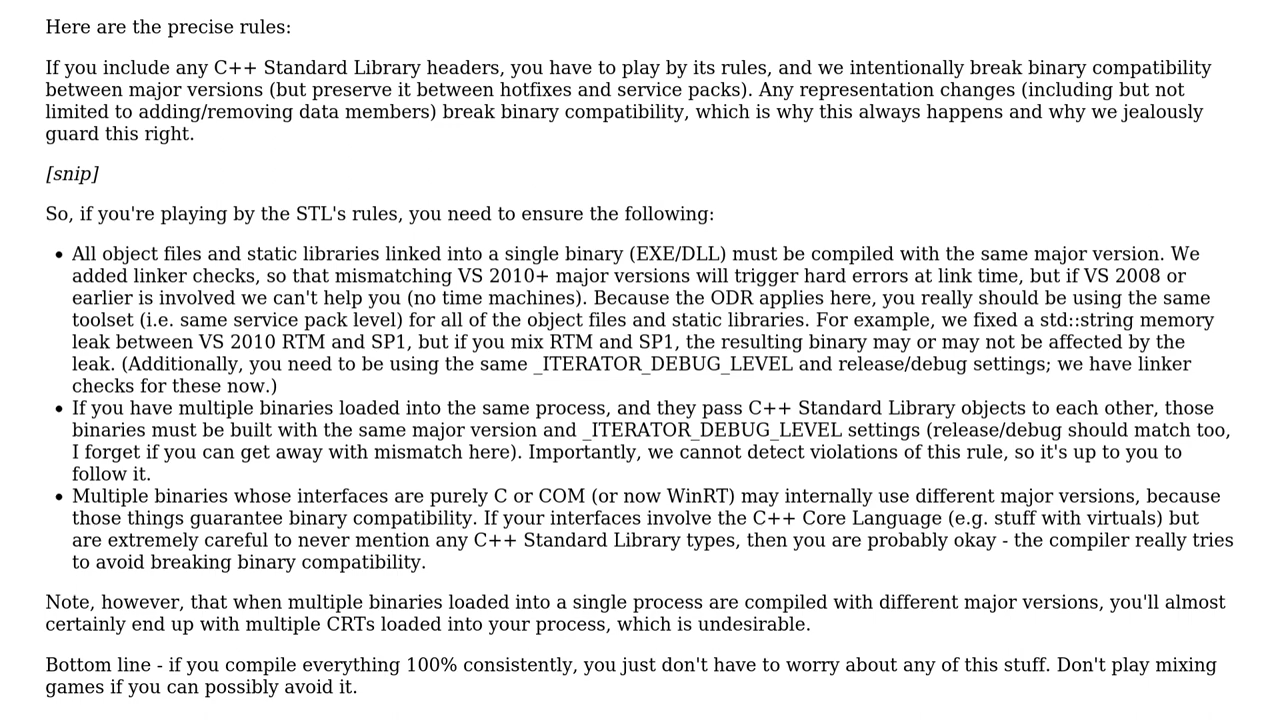 Here are the precise rules:
If you include any C++ Standard Library headers, you have to play by its rules, and we intentionally break binary compatibility
between major versions (but preserve it between hotfixes and service packs). Any representation changes (including but not
limited to adding/removing data members) break binary compatibility, which is why this always happens and why we jealously
guard this right.
[snip]
So, if you're playing by the STL's rules, you need to ensure the following:
• All object files and static libraries linked into a single binary (EXE/DLL) must be compiled with the same major version. We
added linker checks, so that mismatching VS 2010+ major versions will trigger hard errors at link time, but if VS 2008 or
earlier is involved we can't help you (no time machines). Because the ODR applies here, you really should be using the same
toolset (i.e. same service pack level) for all of the object files and static libraries. For example, we fixed a std::string memory
leak between VS 2010 RTM and SP1, but if you mix RTM and SP1, the resulting binary may or may not be affected by the
leak. (Additionally, you need to be using the same _ITERATOR_DEBUG_LEVEL and release/debug settings; we have linker
checks for these now.)
• If you have multiple binaries loaded into the same process, and they pass C++ Standard Library objects to each other, those
binaries must be built with the same major version and _ITERATOR_DEBUG_LEVEL settings (release/debug should match too,
I forget if you can get away with mismatch here). Importantly, we cannot detect violations of this rule, so it's up to you to
follow it.
• Multiple binaries whose interfaces are purely C or COM (or now WinRT) may internally use different major versions, because
those things guarantee binary compatibility. If your interfaces involve the C++ Core Language (e.g. stuff with virtuals) but
are extremely careful to never mention any C++ Standard Library types, then you are probably okay - the compiler really tries
to avoid breaking binary compatibility.
Note, however, that when multiple binaries loaded into a single process are compiled with different major versions, you'll almost
certainly end up with multiple CRTs loaded into your process, which is undesirable.
Bottom line - if you compile everything 100% consistently, you just don't have to worry about any of this stuff. Don't play mixing
games if you can possibly avoid it.